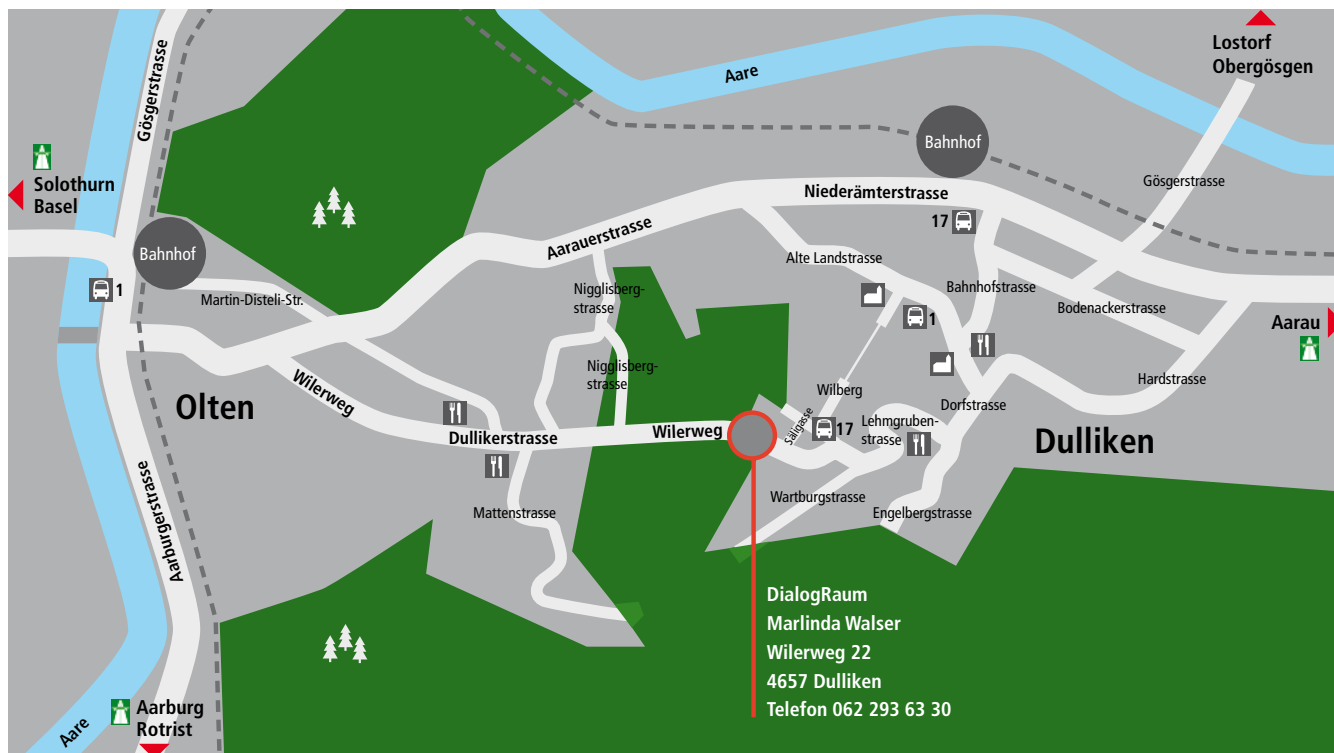 Lostorf
Obergösgen
Aare
Gösgerstrasse
Bahnhof
Solothurn
Basel
Gösgerstrasse
Niederämterstrasse
17
Aarauerstrasse
Bahnhof
Alte Landstrasse
1
Martin-Disteli-Str.
Nigglisberg-
strasse
Bahnhofstrasse
Bodenackerstrasse
1
Aarau
Nigglisberg-
strasse
Wilberg
Hardstrasse
Wilerweg
Olten
Dorfstrasse
Dullikerstrasse
Wilerweg
Säligasse
17
Lehmgruben-
strasse
Dulliken
Wartburgstrasse
Mattenstrasse
Engelbergstrasse
Aarburgerstrasse
DialogRaum
Marlinda Walser
Wilerweg 22
4657 Dulliken
Telefon 062 293 63 30
Aarburg
Rotrist
Aare